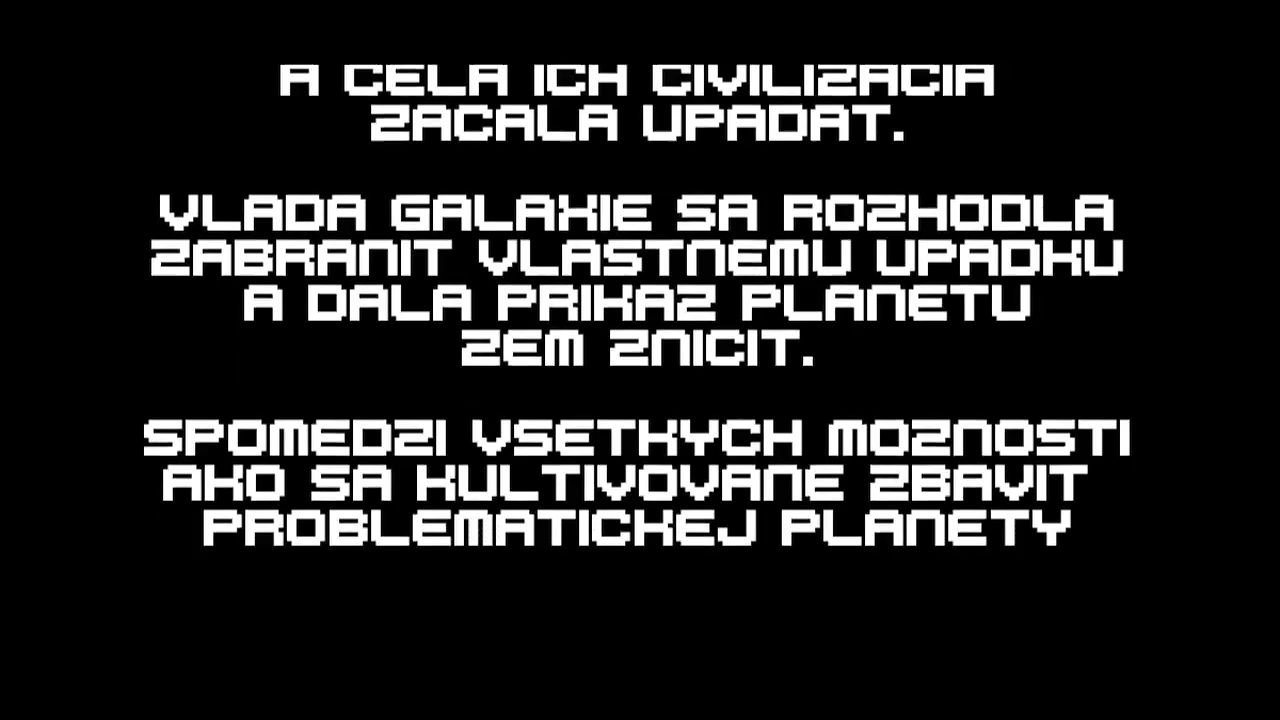 A CELA ICH CIVILIZACIA
ZACALA UPADAT.
VLADA GALAXIE SA ROZHODLA
ZABRANIT VLASTNEMU UPADKU
A DALA PRIKAZ PLANETU
ZEM ZNICIT.
SPOMEDZI VSETKYCH MOZNOSTI
AKO SA KULTIVOVANE ZBAVIT
PROBLEMATICKEJ PLANETY